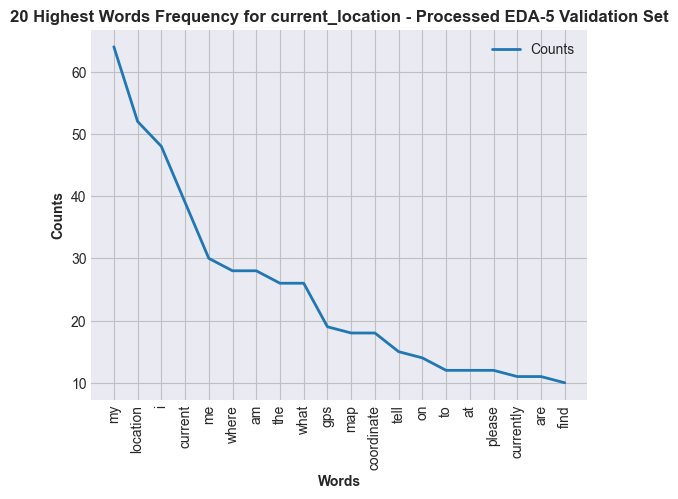 20 Highest Words Frequency for current_location - Processed EDA-5 Validation Set
Counts
Counts
60
50
40
30
20
10
my
location
i
current
me
where
am
the
what
gps
map
coordinate
tell
on
to
at
please
currently
are
find
Words